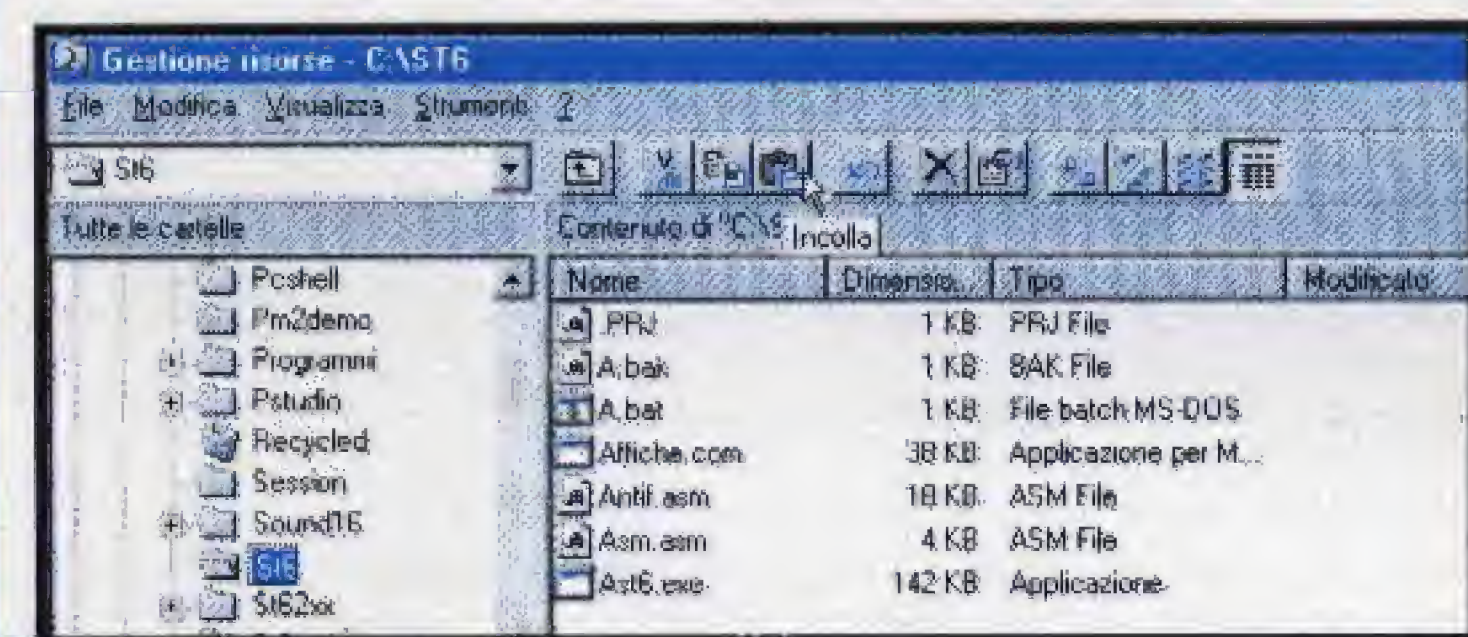 Gestione risorse - C:\ST6
File Modifica Visualizza Strumenti ?
St6
Tutte le cartelle
Contenuto di "C:\S
Incolla
Nome Dimensio... Tipo Modificato
Pcshell
Pm2demo
Programmi
Pstudio
Recycled
Session
Sound16
St6
St62xx
.PRJ 1 KB PRJ File
A.bak 1 KB BAK File
A.bat 1 KB File batch MS-DOS
Affiche.com 38 KB Applicazione per M...
Antif.asm 18 KB ASM File
Asm.asm 4 KB ASM File
Ast6.exe 142 KB Applicazione